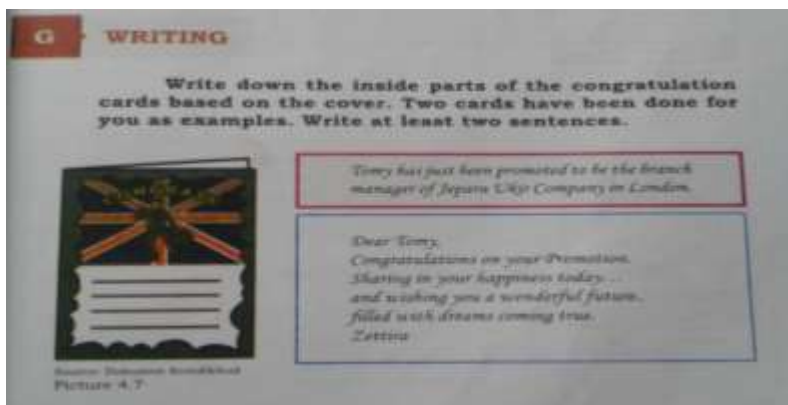 G WRITING
Write down the inside parts of the congratulation
cards based on the cover. Two cards have been done for
you as examples. Write at least two sentences.
Tomy has just been promoted to be the branch
manager of Jepara Ukir Company in London.
Dear Tomy,
Congratulations on your Promotion.
Sharing in your happiness today...
and wishing you a wonderful future,
filled with dreams coming true.
Zettira
Source: Dokumen
Picture 4.7